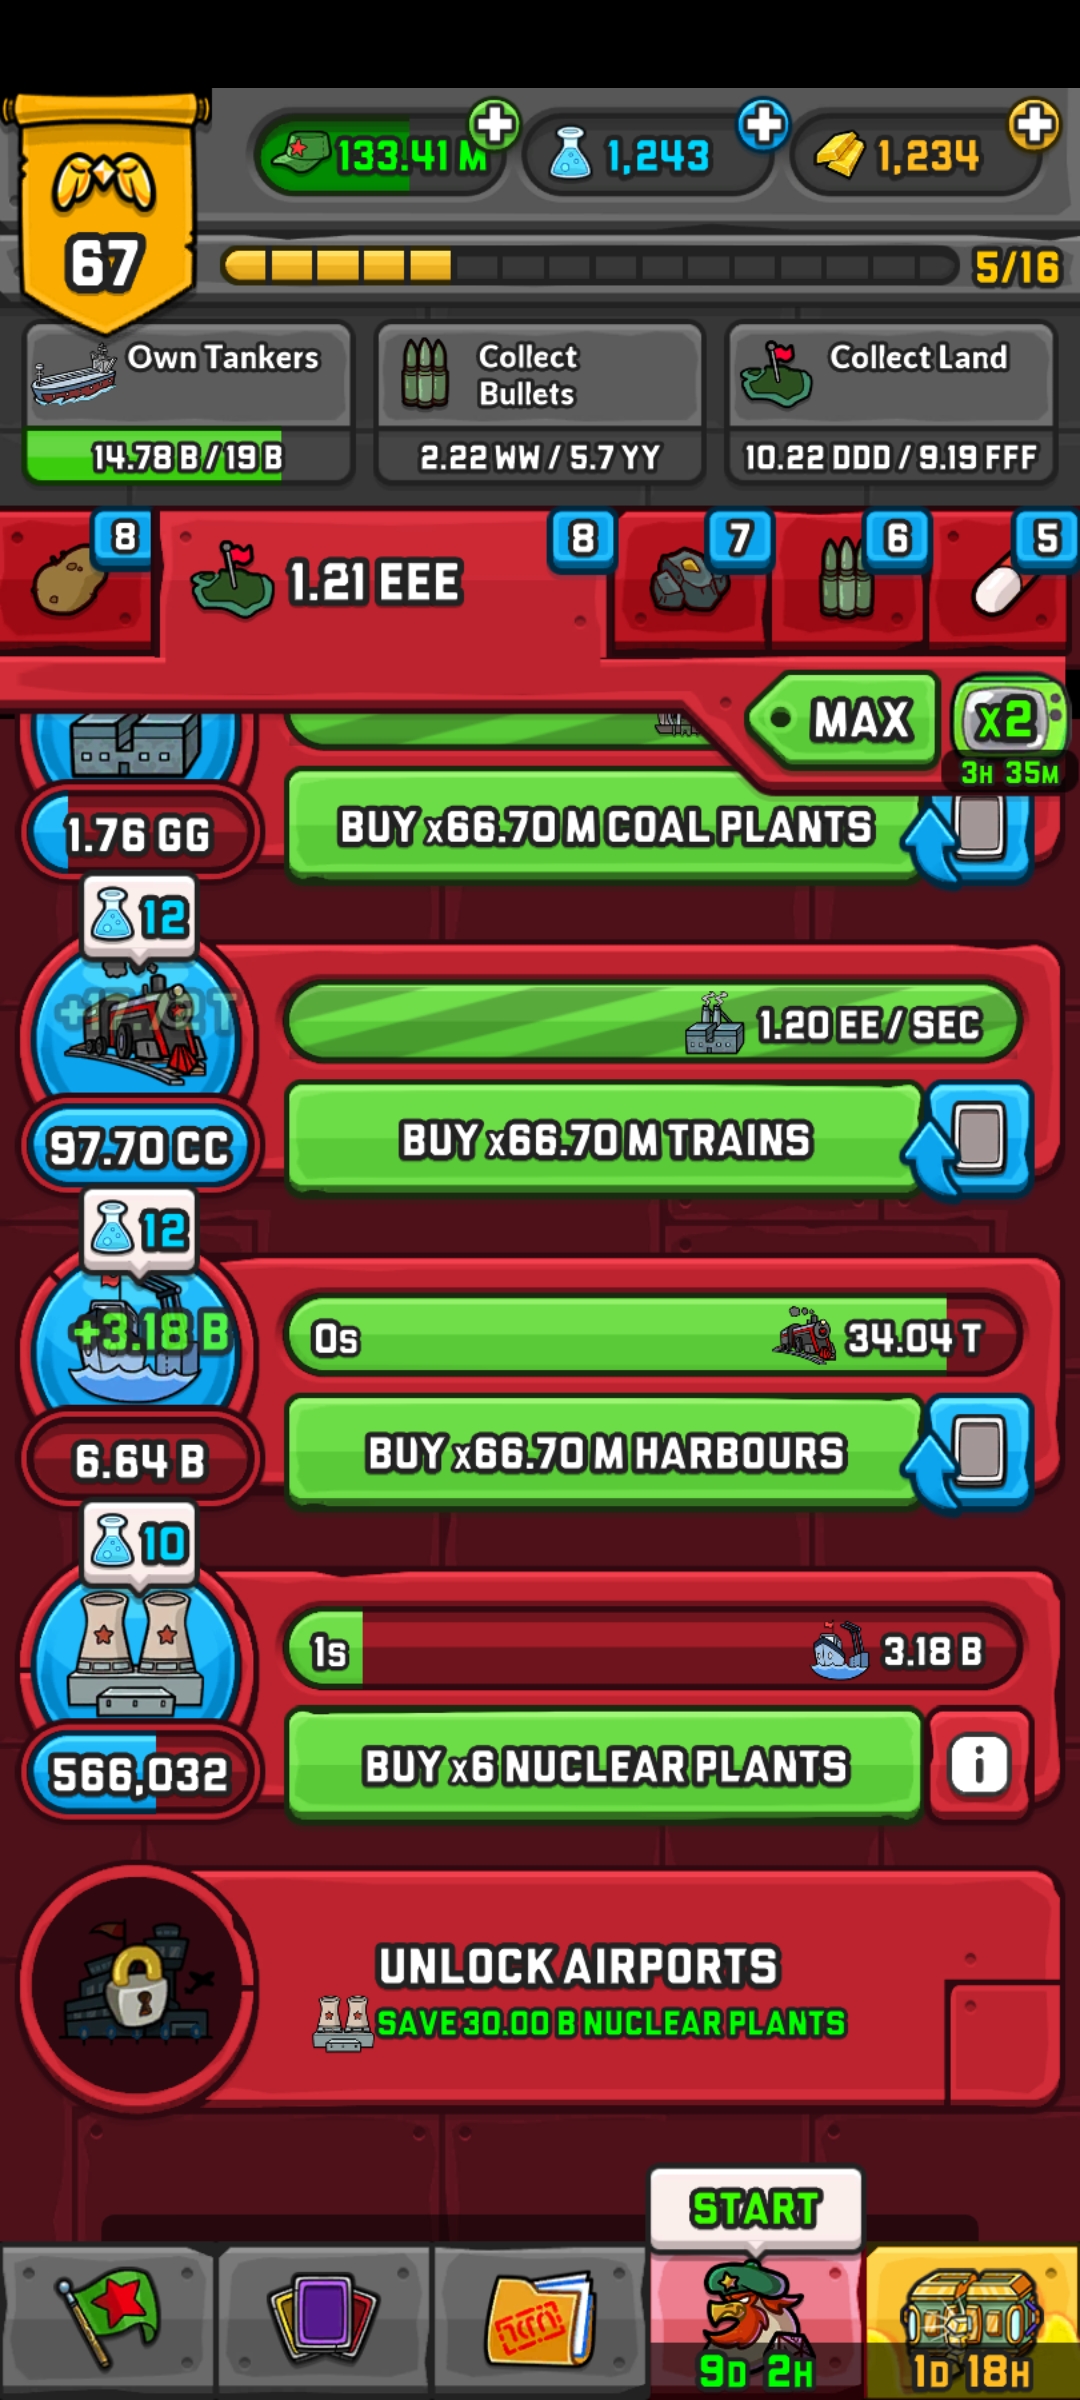 133.41 M
1,243
1,234
67
5/16
Own Tankers
14.78 B / 19 B
Collect
Bullets
2.22 WW / 5.7 YY
Collect Land
10.22 DDD / 9.19 FFF
8
1.21 EEE
8
7
6
5
MAX
x2
3H 35M
1.76 GG
BUY x66.70 M COAL PLANTS
12
1.20 EE / SEC
97.70 CC
BUY x66.70 M TRAINS
12
+3.18 B
0s
34.04 T
6.64 B
BUY x66.70 M HARBOURS
10
1s
3.18 B
566,032
BUY x6 NUCLEAR PLANTS
i
UNLOCK AIRPORTS
SAVE 30.00 B NUCLEAR PLANTS
START
9D 2H
1D 18H